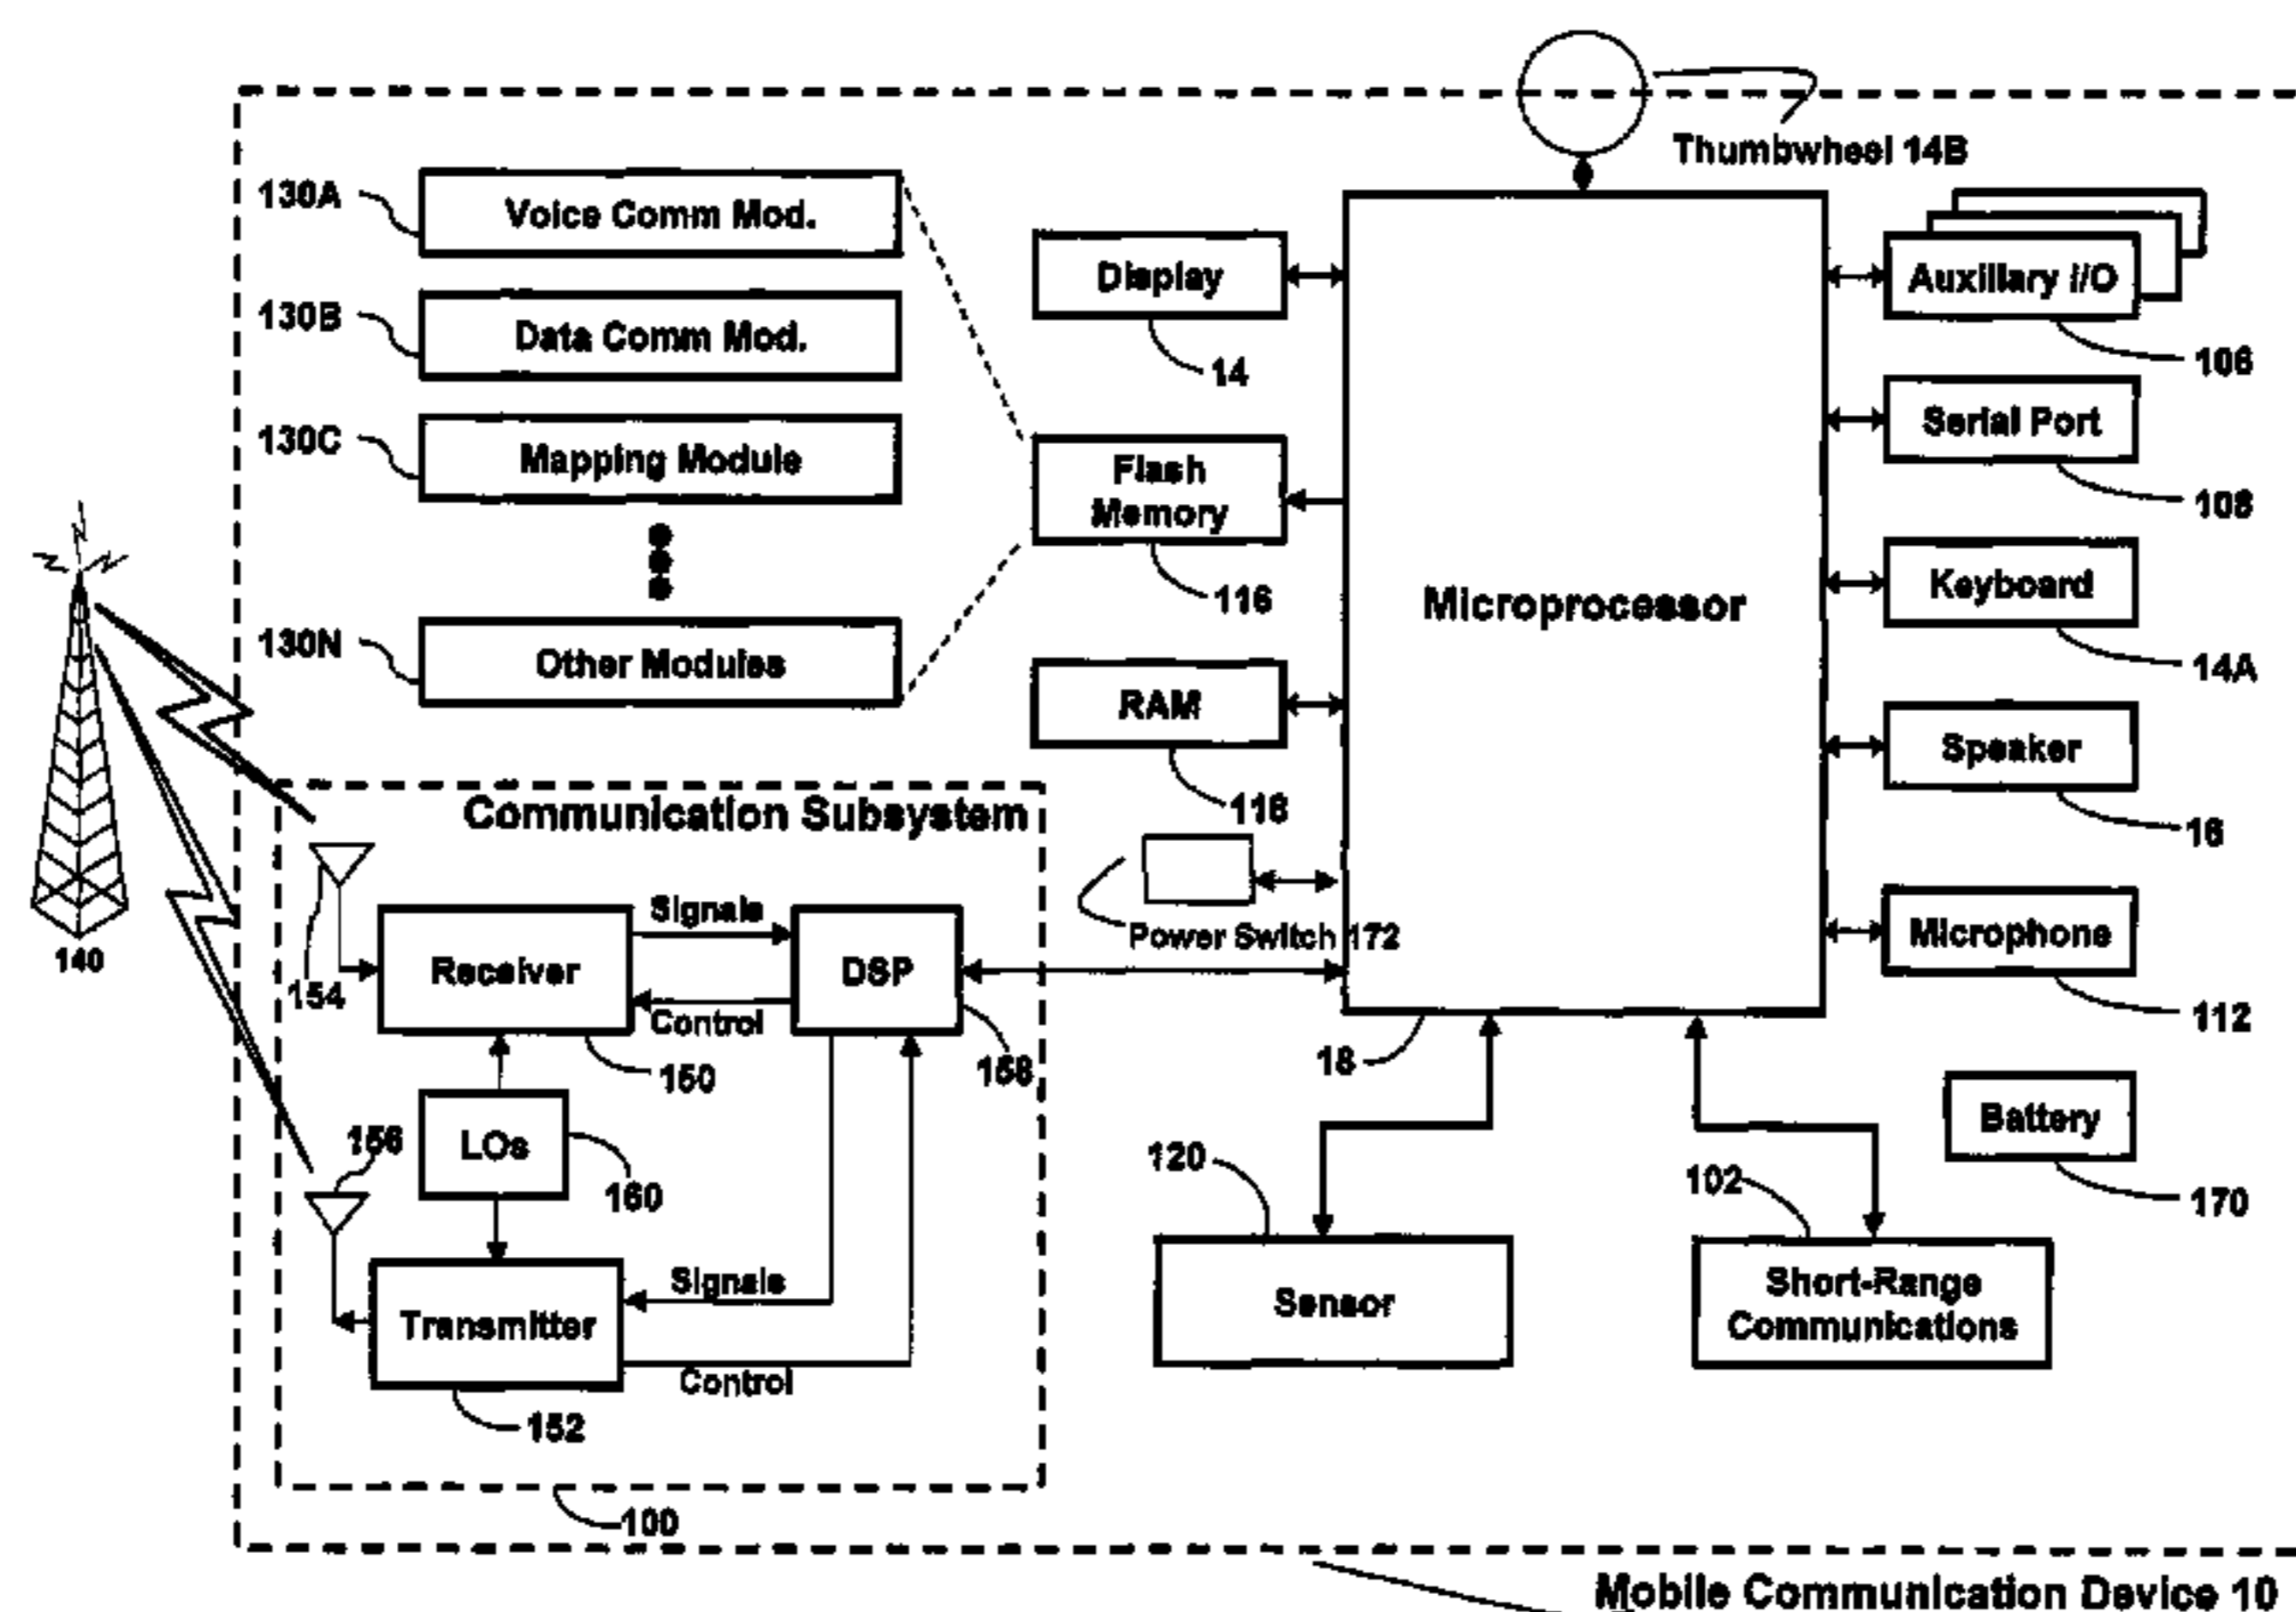 Thumbwheel 14B
130A
Voice Comm Mod.
130B
Data Comm Mod.
130C
Mapping Module
130N
Other Modules
Display
14
Flash
Memory
116
RAM
118
Power Switch 172
Microprocessor
18
Auxiliary I/O
106
Serial Port
108
Keyboard
14A
Speaker
16
Microphone
112
Battery
170
140
Communication Subsystem
154
Receiver
150
Signals
Control
DSP
158
LOs
160
156
Transmitter
152
Signals
Control
100
120
Sensor
102
Short-Range
Communications
Mobile Communication Device 10